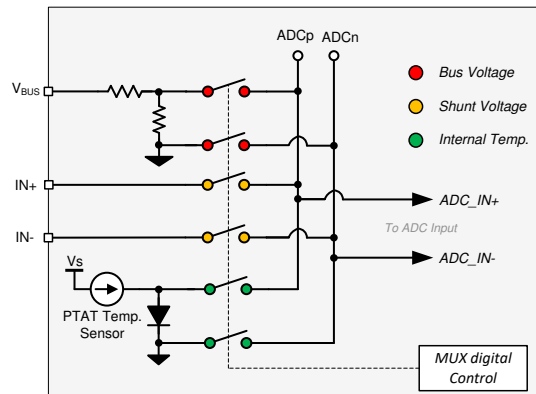 ADCp ADCn
VBUS
Bus Voltage
Shunt Voltage
Internal Temp.
IN+
ADC_IN+
To ADC Input
IN-
ADC_IN-
Vs
PTAT Temp.
Sensor
MUX digital
Control